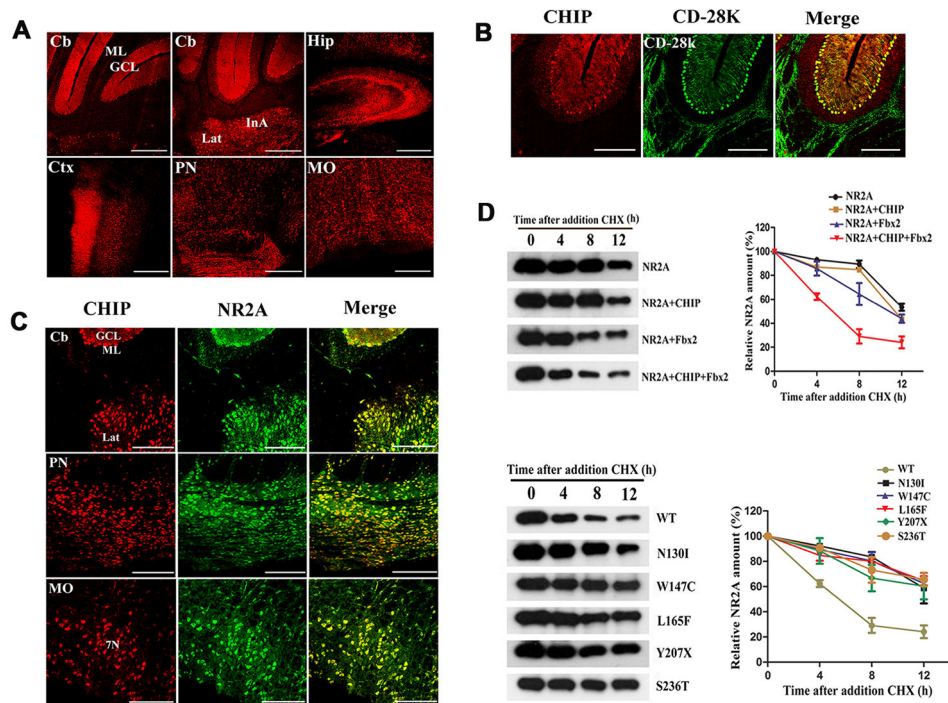 A
Cb
ML
GCL
Cb
InA
Lat
Hip
Ctx
PN
MO
B
CHIP CD-28K Merge
CD-28k
C
CHIP NR2A Merge
Cb
GCL
ML
Lat
PN
MO
7N
D
Time after addition CHX (h)
0 4 8 12
NR2A
NR2A+CHIP
NR2A+Fbx2
NR2A+CHIP+Fbx2
NR2A
NR2A+CHIP
NR2A+Fbx2
NR2A+CHIP+Fbx2
Relative NR2A amount (%)
120
100
80
60
40
20
0
0 4 8 12
Time after addition CHX (h)
Time after addition CHX (h)
0 4 8 12
WT
N130I
W147C
L165F
Y207X
S236T
WT
N130I
W147C
L165F
Y207X
S236T
Relative NR2A amount (%)
120
100
80
60
40
20
0
0 4 8 12
Time after addition CHX (h)